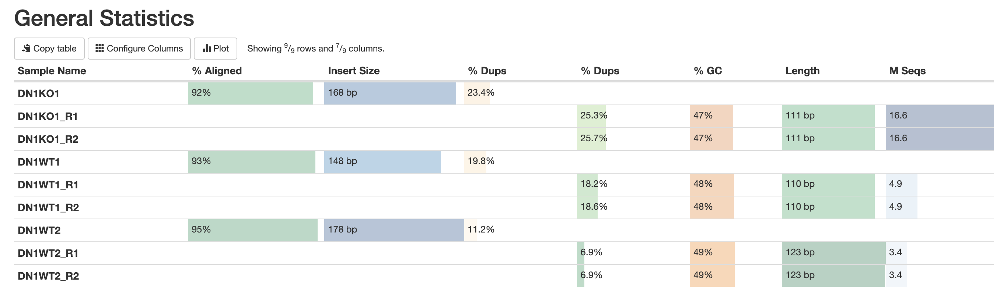 General Statistics
Copy table Configure Columns Plot Showing 9/9 rows and 7/9 columns.
Sample Name % Aligned Insert Size % Dups % Dups % GC Length M Seqs
DN1KO1 92% 168 bp 23.4%
DN1KO1_R1 25.3% 47% 111 bp 16.6
DN1KO1_R2 25.7% 47% 111 bp 16.6
DN1WT1 93% 148 bp 19.8%
DN1WT1_R1 18.2% 48% 110 bp 4.9
DN1WT1_R2 18.6% 48% 110 bp 4.9
DN1WT2 95% 178 bp 11.2%
DN1WT2_R1 6.9% 49% 123 bp 3.4
DN1WT2_R2 6.9% 49% 123 bp 3.4